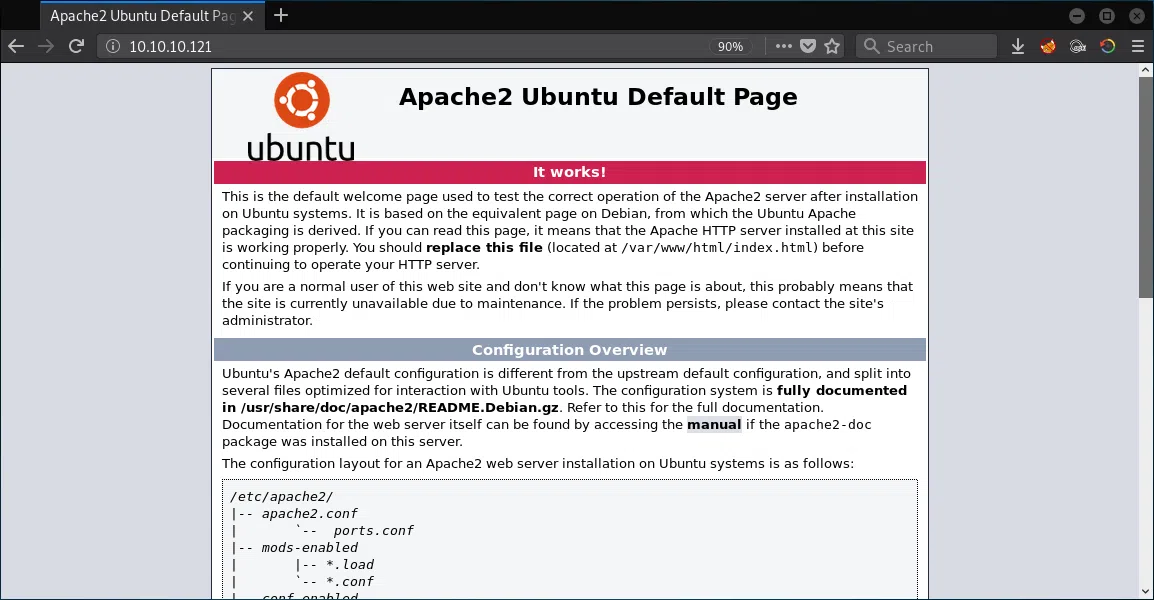 Apache2 Ubuntu Default Pag
10.10.10.121
90%
Search
ubuntu
Apache2 Ubuntu Default Page
It works!
This is the default welcome page used to test the correct operation of the Apache2 server after installation
on Ubuntu systems. It is based on the equivalent page on Debian, from which the Ubuntu Apache
packaging is derived. If you can read this page, it means that the Apache HTTP server installed at this site
is working properly. You should replace this file (located at /var/www/html/index.html) before
continuing to operate your HTTP server.
If you are a normal user of this web site and don't know what this page is about, this probably means that
the site is currently unavailable due to maintenance. If the problem persists, please contact the site's
administrator.
Configuration Overview
Ubuntu's Apache2 default configuration is different from the upstream default configuration, and split into
several files optimized for interaction with Ubuntu tools. The configuration system is fully documented
in /usr/share/doc/apache2/README.Debian.gz. Refer to this for the full documentation.
Documentation for the web server itself can be found by accessing the manual if the apache2-doc
package was installed on this server.
The configuration layout for an Apache2 web server installation on Ubuntu systems is as follows:
/etc/apache2/
|-- apache2.conf
|       `--  ports.conf
|-- mods-enabled
|       |-- *.load
|       `-- *.conf
|-- conf-enabled